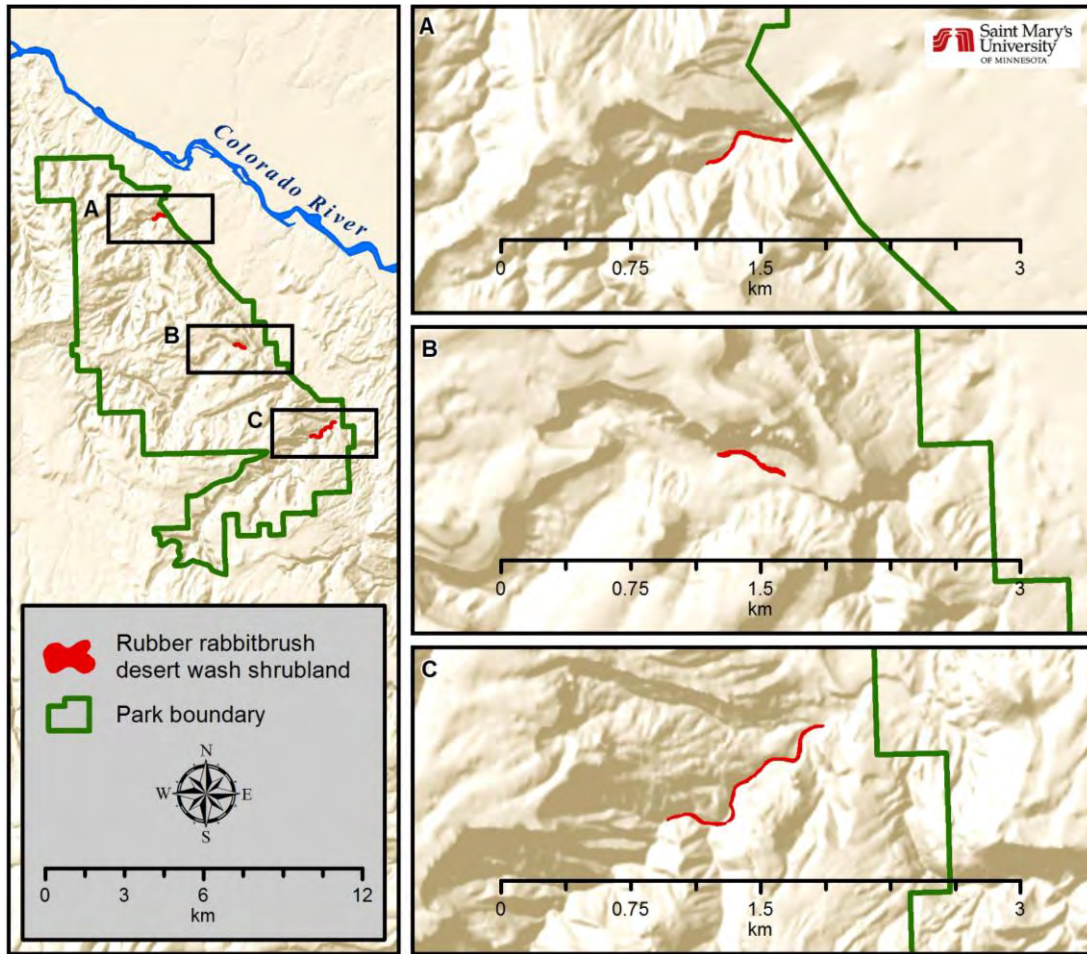 Colorado River
A
B
C
Rubber rabbitbrush
desert wash shrubland
Park boundary
N
W E
S
0 3 6 12
km
A
Saint Mary's
University
OF MINNESOTA
0 0.75 1.5 3
km
B
0 0.75 1.5 3
km
C
0 0.75 1.5 3
km